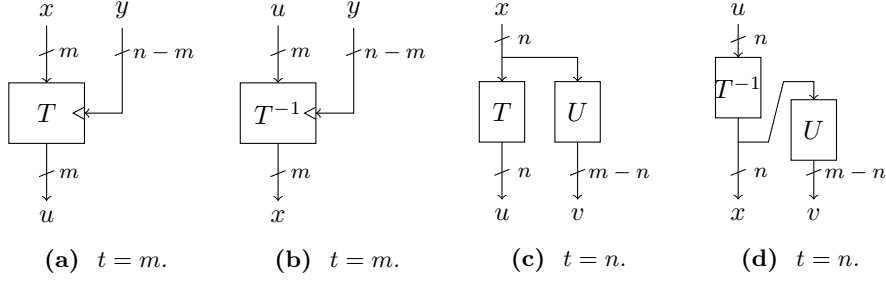 x y u y x u
m n − m m n − m n n
T T⁻¹ T U T⁻¹ U
m m n m − n n m − n
u x u v x v
(a) t = m. (b) t = m. (c) t = n. (d) t = n.